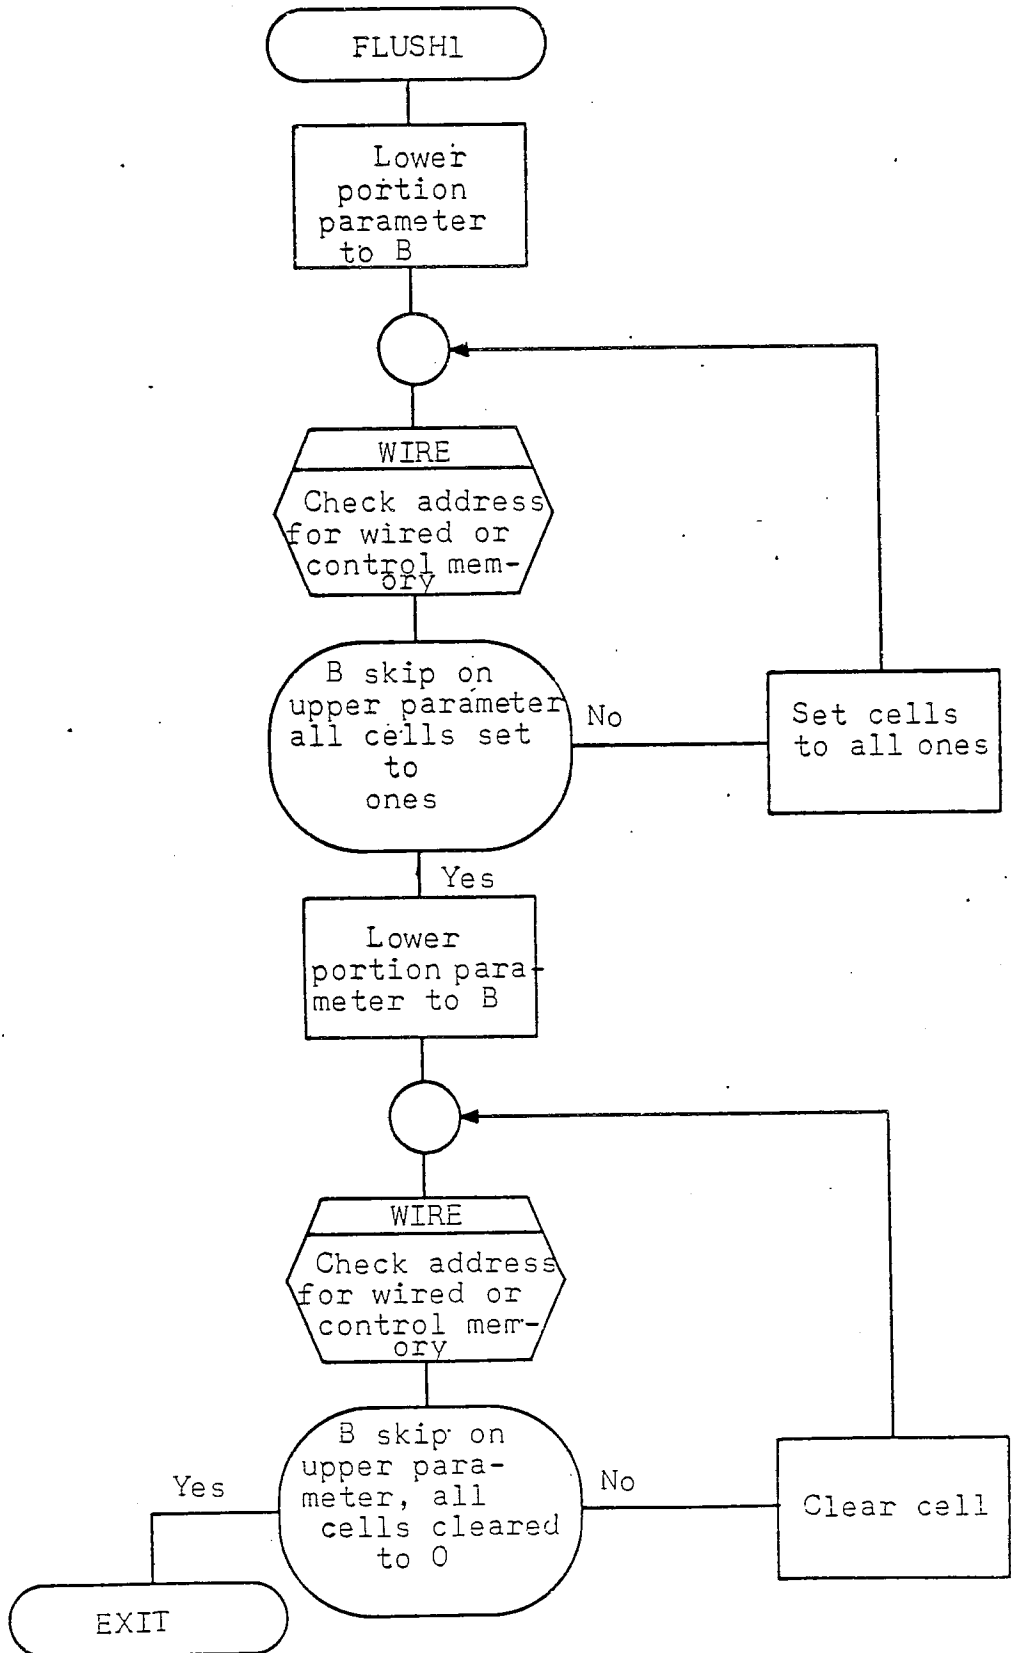 FLUSH1
Lower
portion
parameter
to B
WIRE
Check address
for wired or
control mem-
ory
B skip on
upper parameter
all cells set
to
ones
No
Set cells
to all ones
Yes
Lower
portion para-
meter to B
WIRE
Check address
for wired or
control mem-
ory
B skip on
upper para-
meter, all
cells cleared
to 0
Yes
No
Clear cell
EXIT